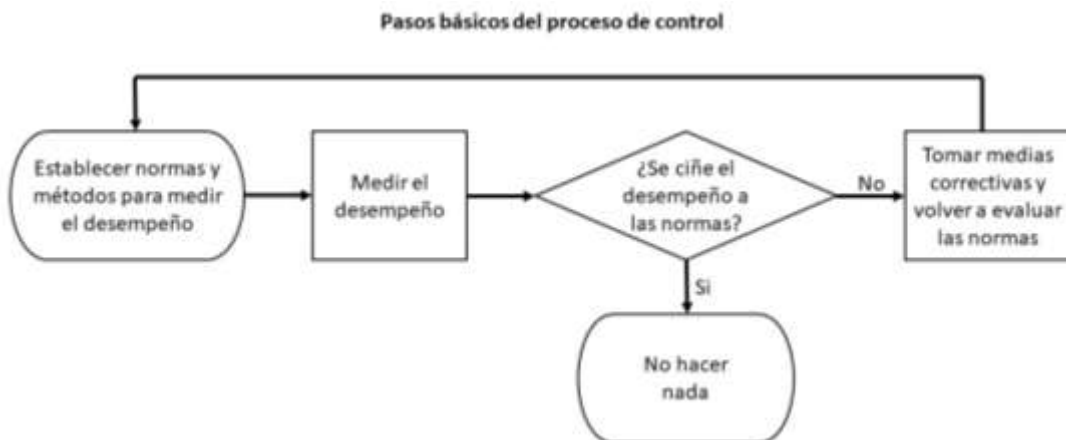 Pasos básicos del proceso de control
Establecer normas y
métodos para medir
el desempeño
Medir el
desempeño
¿Se ciñe el
desempeño a
las normas?
No
Tomar medias
correctivas y
volver a evaluar
las normas
Si
No hacer
nada